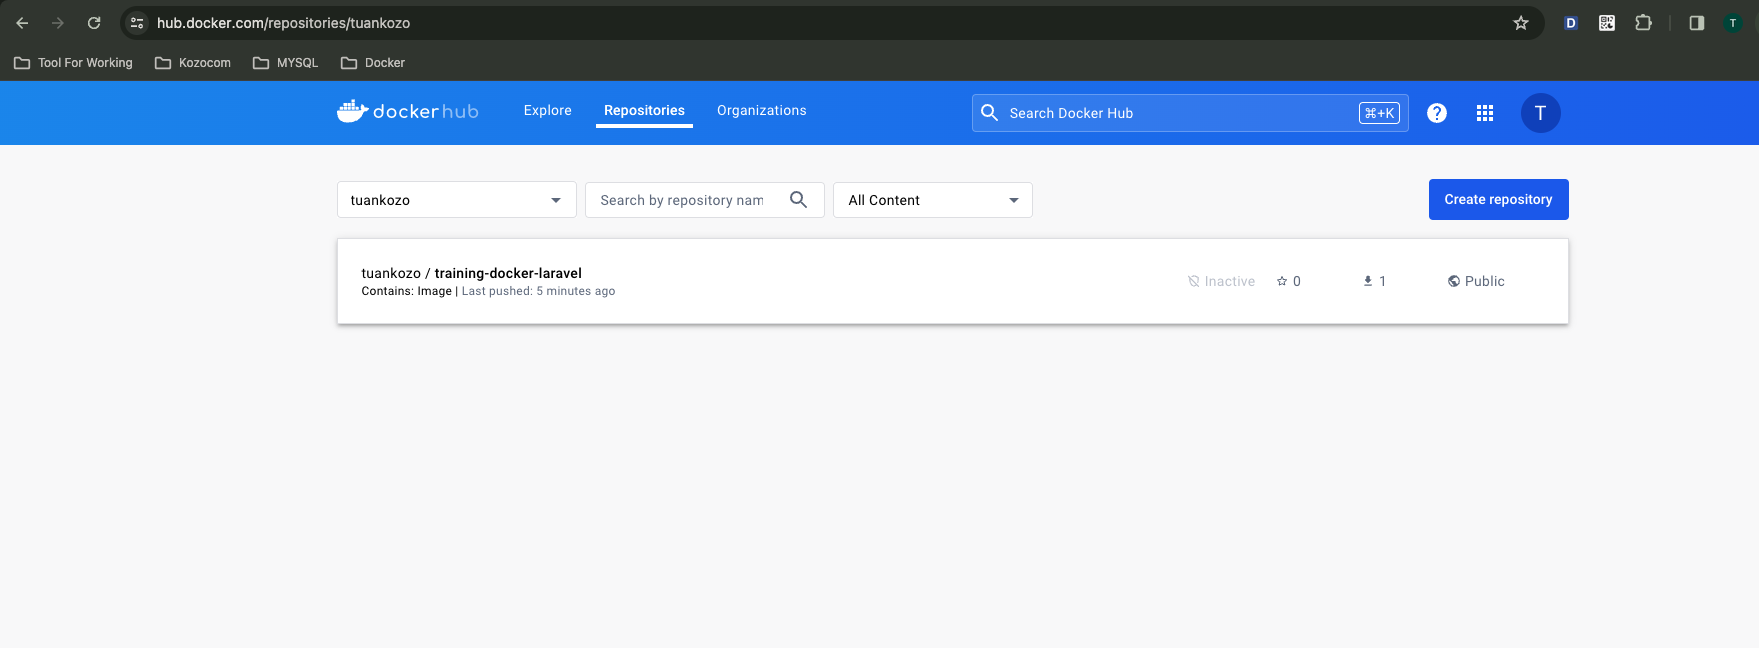 hub.docker.com/repositories/tuankozo
D
T
Tool For Working
Kozocom
MYSQL
Docker
dockerhub
Explore
Repositories
Organizations
Search Docker Hub
⌘+K
?
T
tuankozo
Search by repository nam
All Content
Create repository
tuankozo / training-docker-laravel
Contains: Image | Last pushed: 5 minutes ago
Inactive
0
1
Public